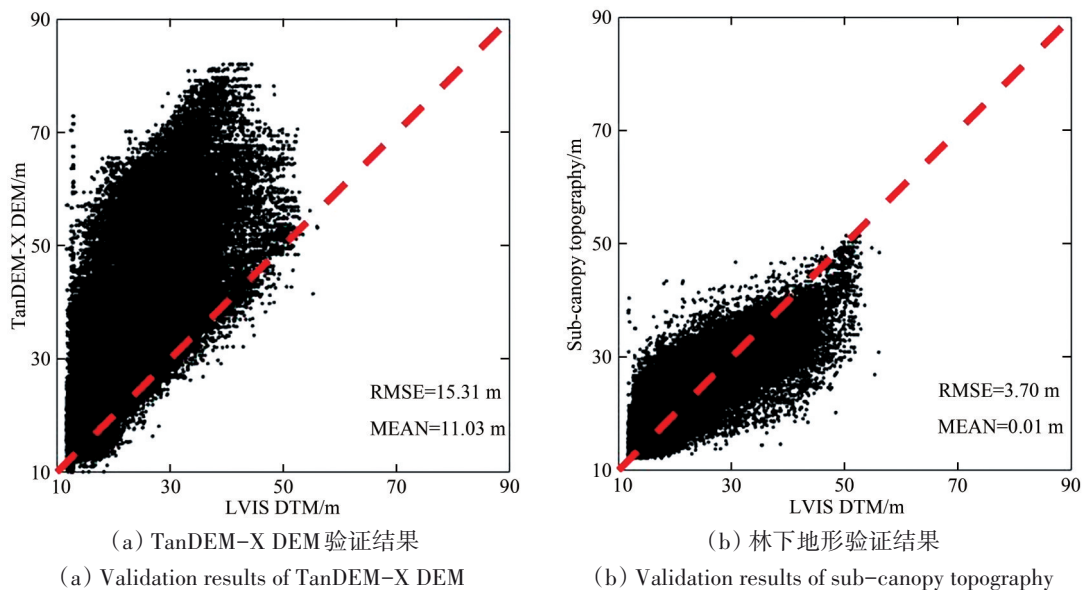 90
70
50
30
10
TanDEM-X DEM/m
RMSE=15.31 m
MEAN=11.03 m
10
30
50
70
90
LVIS DTM/m
(a) TanDEM-X DEM验证结果
(a) Validation results of TanDEM-X DEM
90
70
50
30
10
Sub-canopy topography/m
RMSE=3.70 m
MEAN=0.01 m
10
30
50
70
90
LVIS DTM/m
(b) 林下地形验证结果
(b) Validation results of sub-canopy topography